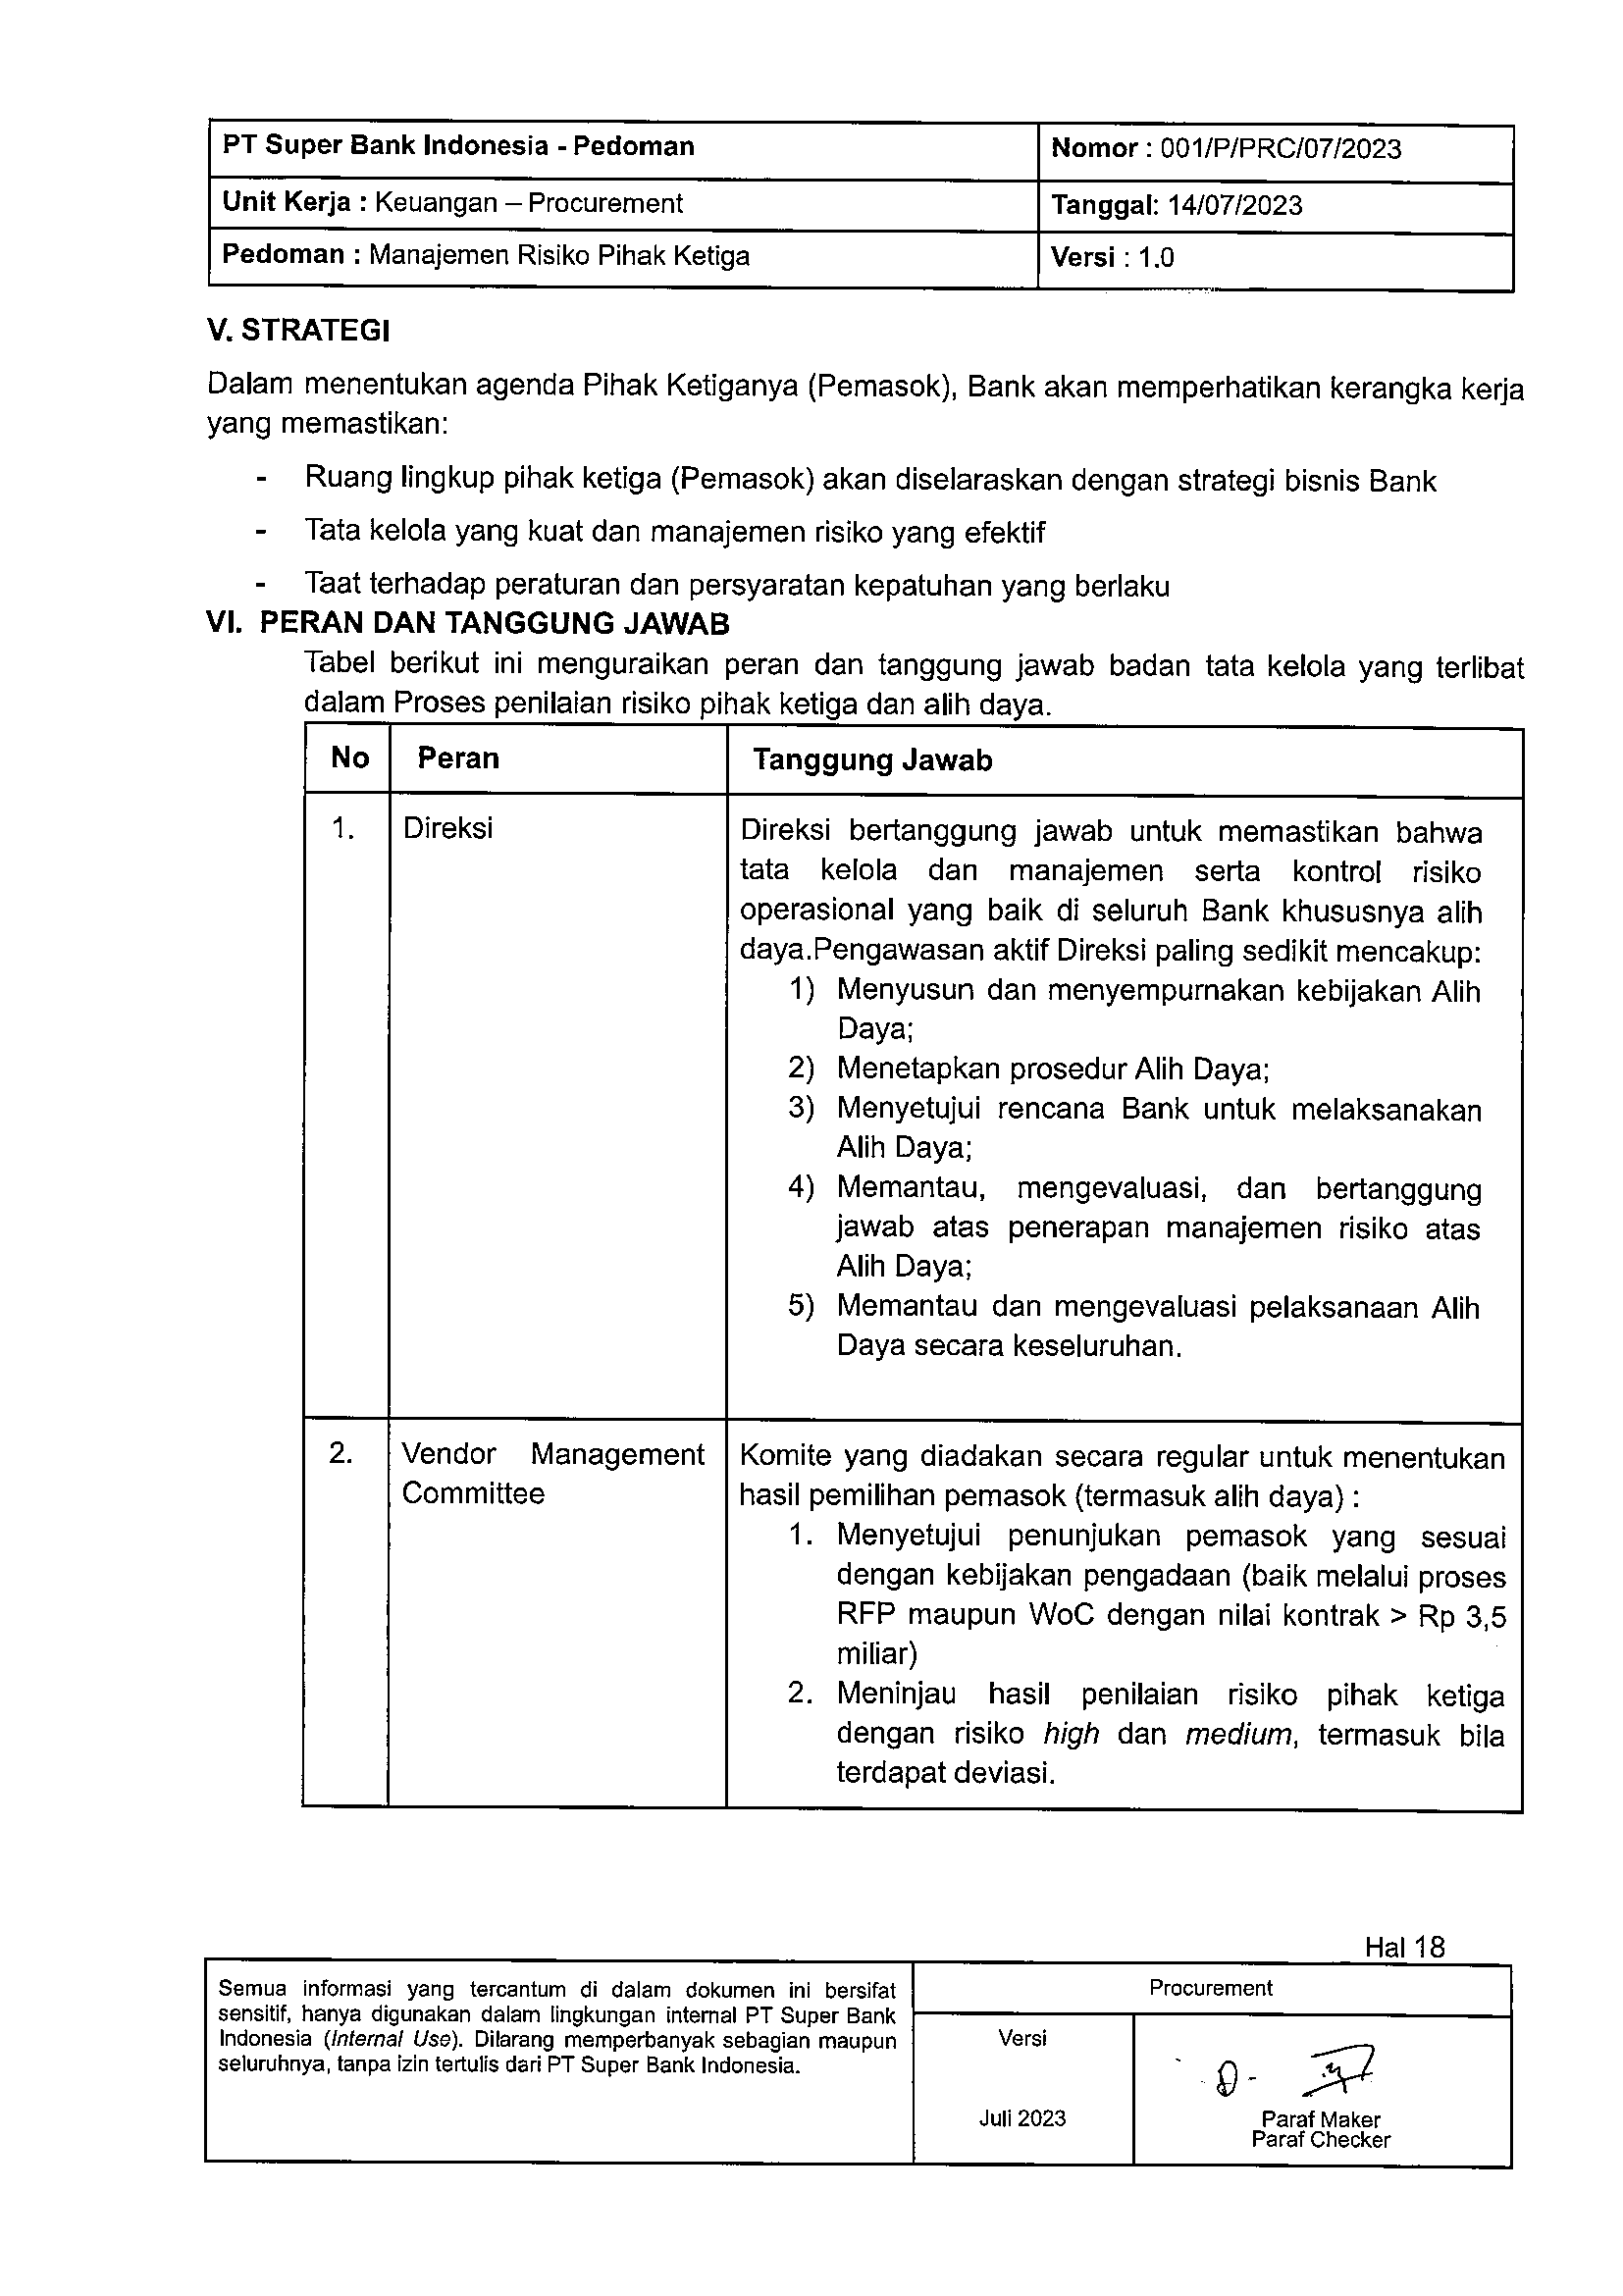 PT Super Bank Indonesia - Pedoman
Nomor : 001/P/PRC/07/2023
Unit Kerja : Keuangan – Procurement
Tanggal: 14/07/2023
Pedoman : Manajemen Risiko Pihak Ketiga
Versi : 1.0
V. STRATEGI
Dalam menentukan agenda Pihak Ketiganya (Pemasok), Bank akan memperhatikan kerangka kerja
yang memastikan:
- Ruang lingkup pihak ketiga (Pemasok) akan diselaraskan dengan strategi bisnis Bank
- Tata kelola yang kuat dan manajemen risiko yang efektif
- Taat terhadap peraturan dan persyaratan kepatuhan yang berlaku
VI. PERAN DAN TANGGUNG JAWAB
Tabel berikut ini menguraikan peran dan tanggung jawab badan tata kelola yang terlibat
dalam Proses penilaian risiko pihak ketiga dan alih daya.
No Peran Tanggung Jawab
1. Direksi
Direksi bertanggung jawab untuk memastikan bahwa
tata kelola dan manajemen serta kontrol risiko
operasional yang baik di seluruh Bank khususnya alih
daya.Pengawasan aktif Direksi paling sedikit mencakup:
1) Menyusun dan menyempurnakan kebijakan Alih
Daya;
2) Menetapkan prosedur Alih Daya;
3) Menyetujui rencana Bank untuk melaksanakan
Alih Daya;
4) Memantau, mengevaluasi, dan bertanggung
jawab atas penerapan manajemen risiko atas
Alih Daya;
5) Memantau dan mengevaluasi pelaksanaan Alih
Daya secara keseluruhan.
2. Vendor Management
Committee
Komite yang diadakan secara regular untuk menentukan
hasil pemilihan pemasok (termasuk alih daya) :
1. Menyetujui penunjukan pemasok yang sesuai
dengan kebijakan pengadaan (baik melalui proses
RFP maupun WoC dengan nilai kontrak > Rp 3,5
miliar)
2. Meninjau hasil penilaian risiko pihak ketiga
dengan risiko high dan medium, termasuk bila
terdapat deviasi.
Hal 18
Semua informasi yang tercantum di dalam dokumen ini bersifat
sensitif, hanya digunakan dalam lingkungan internal PT Super Bank
Indonesia (Internal Use). Dilarang memperbanyak sebagian maupun
seluruhnya, tanpa izin tertulis dari PT Super Bank Indonesia.
Procurement
Versi
Juli 2023
Paraf Maker
Paraf Checker